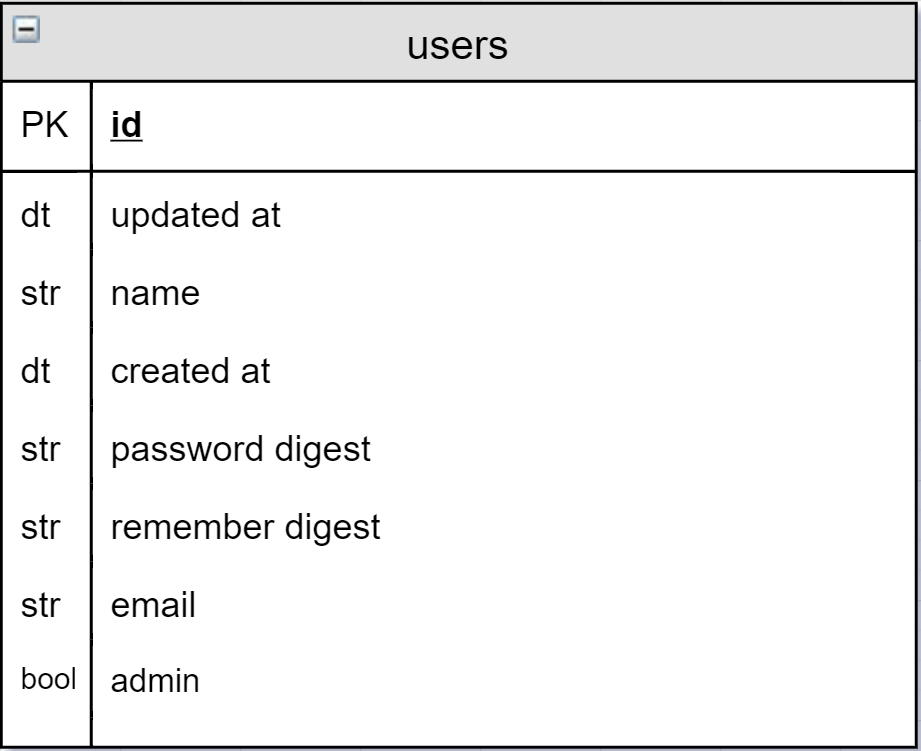 users
PK id
dt updated at
str name
dt created at
str password digest
str remember digest
str email
bool admin